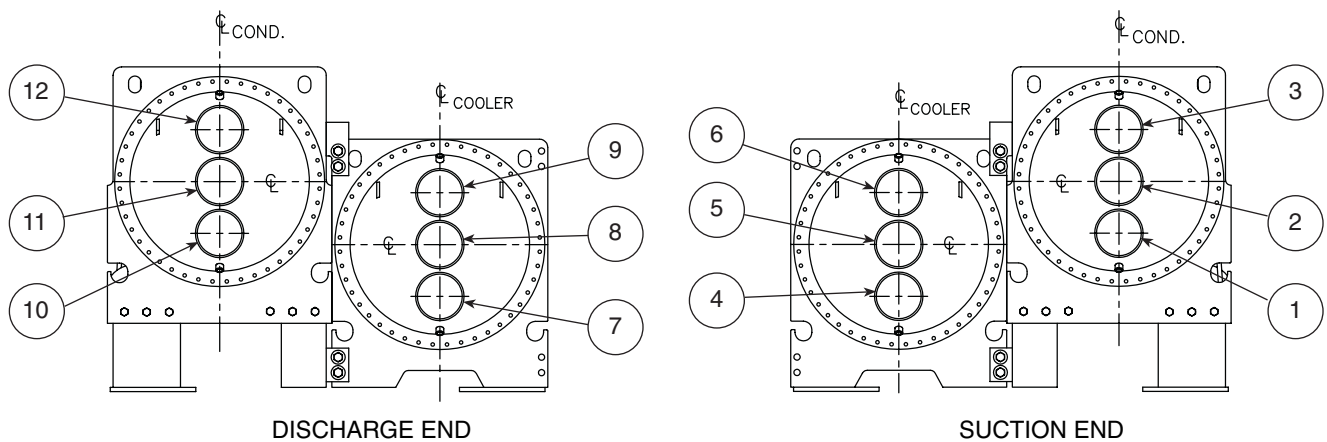 ℄ COND.
℄ COND.
12
3
℄ COOLER
℄ COOLER
9
6
11
℄
8
5
℄
2
℄
℄
10
7
4
1
DISCHARGE END
SUCTION END